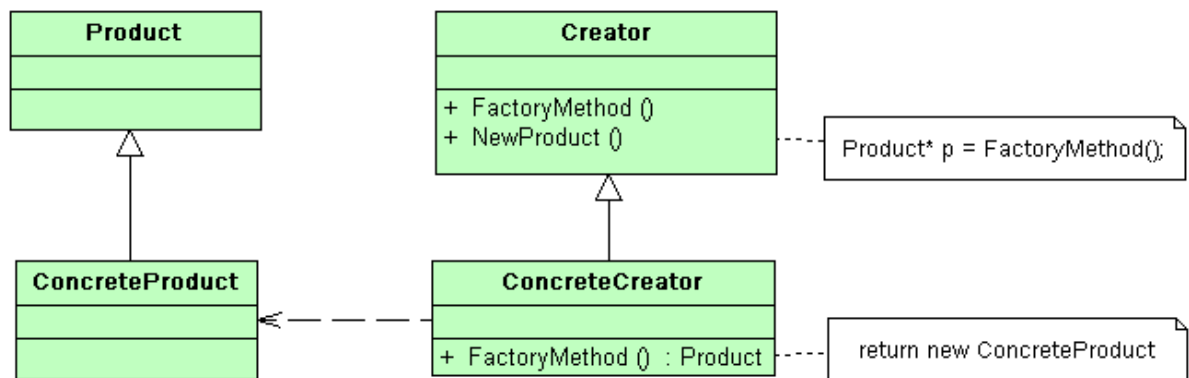 Product
Creator
+ FactoryMethod ()
+ NewProduct ()
Product* p = FactoryMethod();
ConcreteProduct
ConcreteCreator
+ FactoryMethod () : Product
return new ConcreteProduct